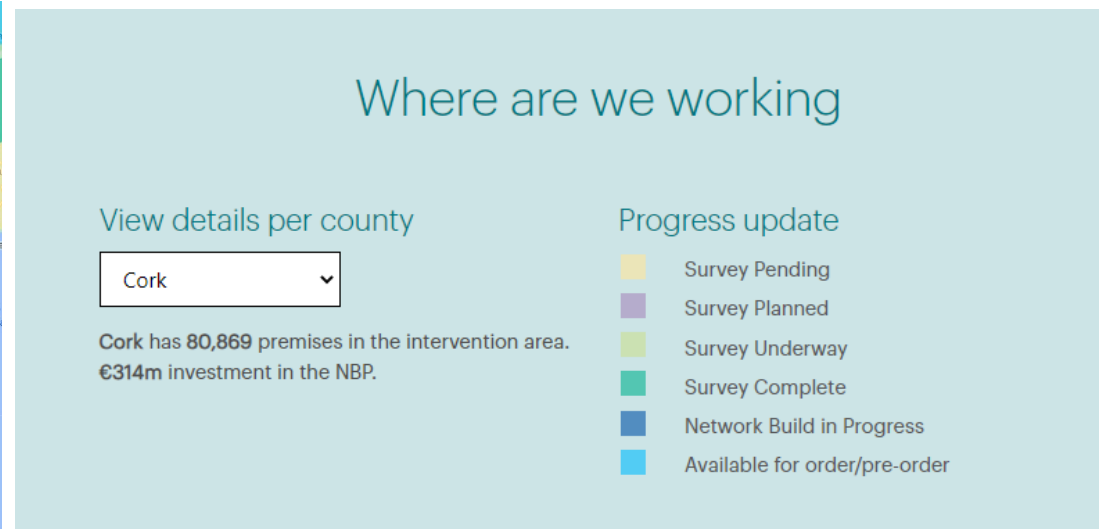 Where are we working
View details per county
Cork
Cork has 80,869 premises in the intervention area.
€314m investment in the NBP.
Progress update
Survey Pending
Survey Planned
Survey Underway
Survey Complete
Network Build in Progress
Available for order/pre-order